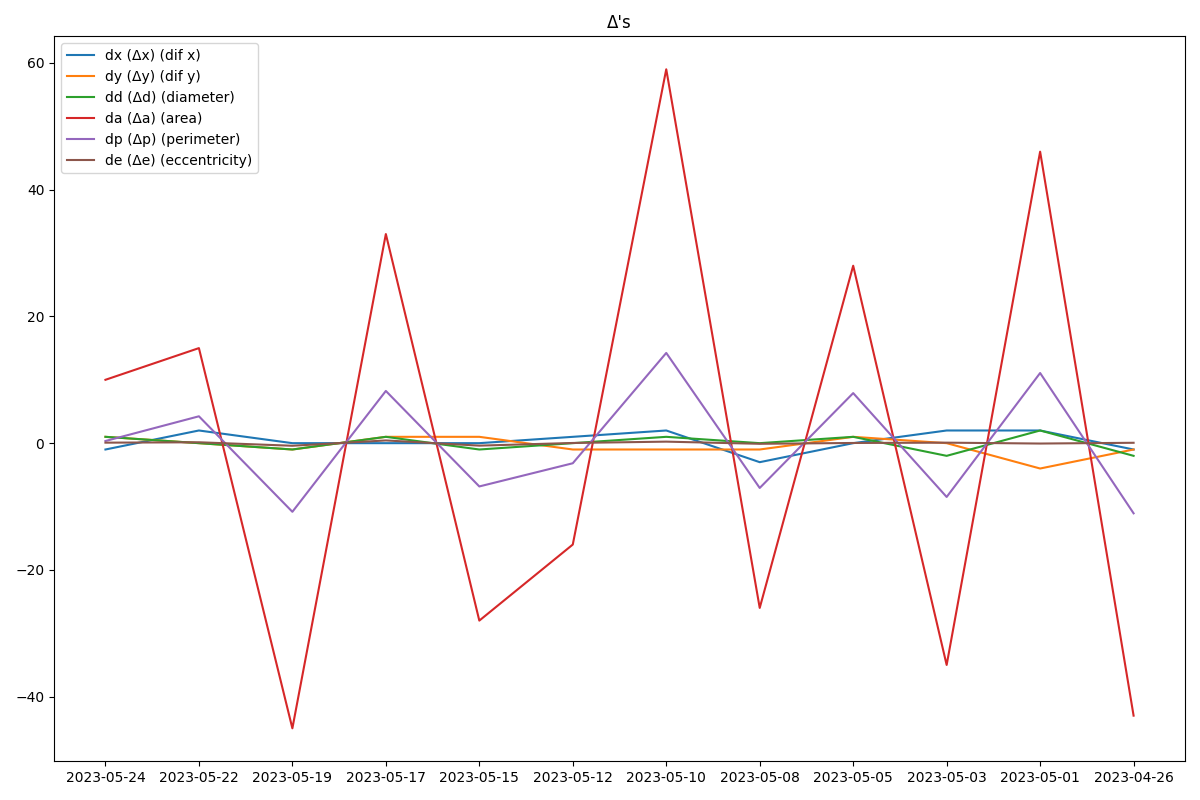 Δ's
dx (Δx) (dif x)
dy (Δy) (dif y)
dd (Δd) (diameter)
da (Δa) (area)
dp (Δp) (perimeter)
de (Δe) (eccentricity)
60
40
20
0
−20
−40
2023-05-24 2023-05-22 2023-05-19 2023-05-17 2023-05-15 2023-05-12 2023-05-10 2023-05-08 2023-05-05 2023-05-03 2023-05-01 2023-04-26